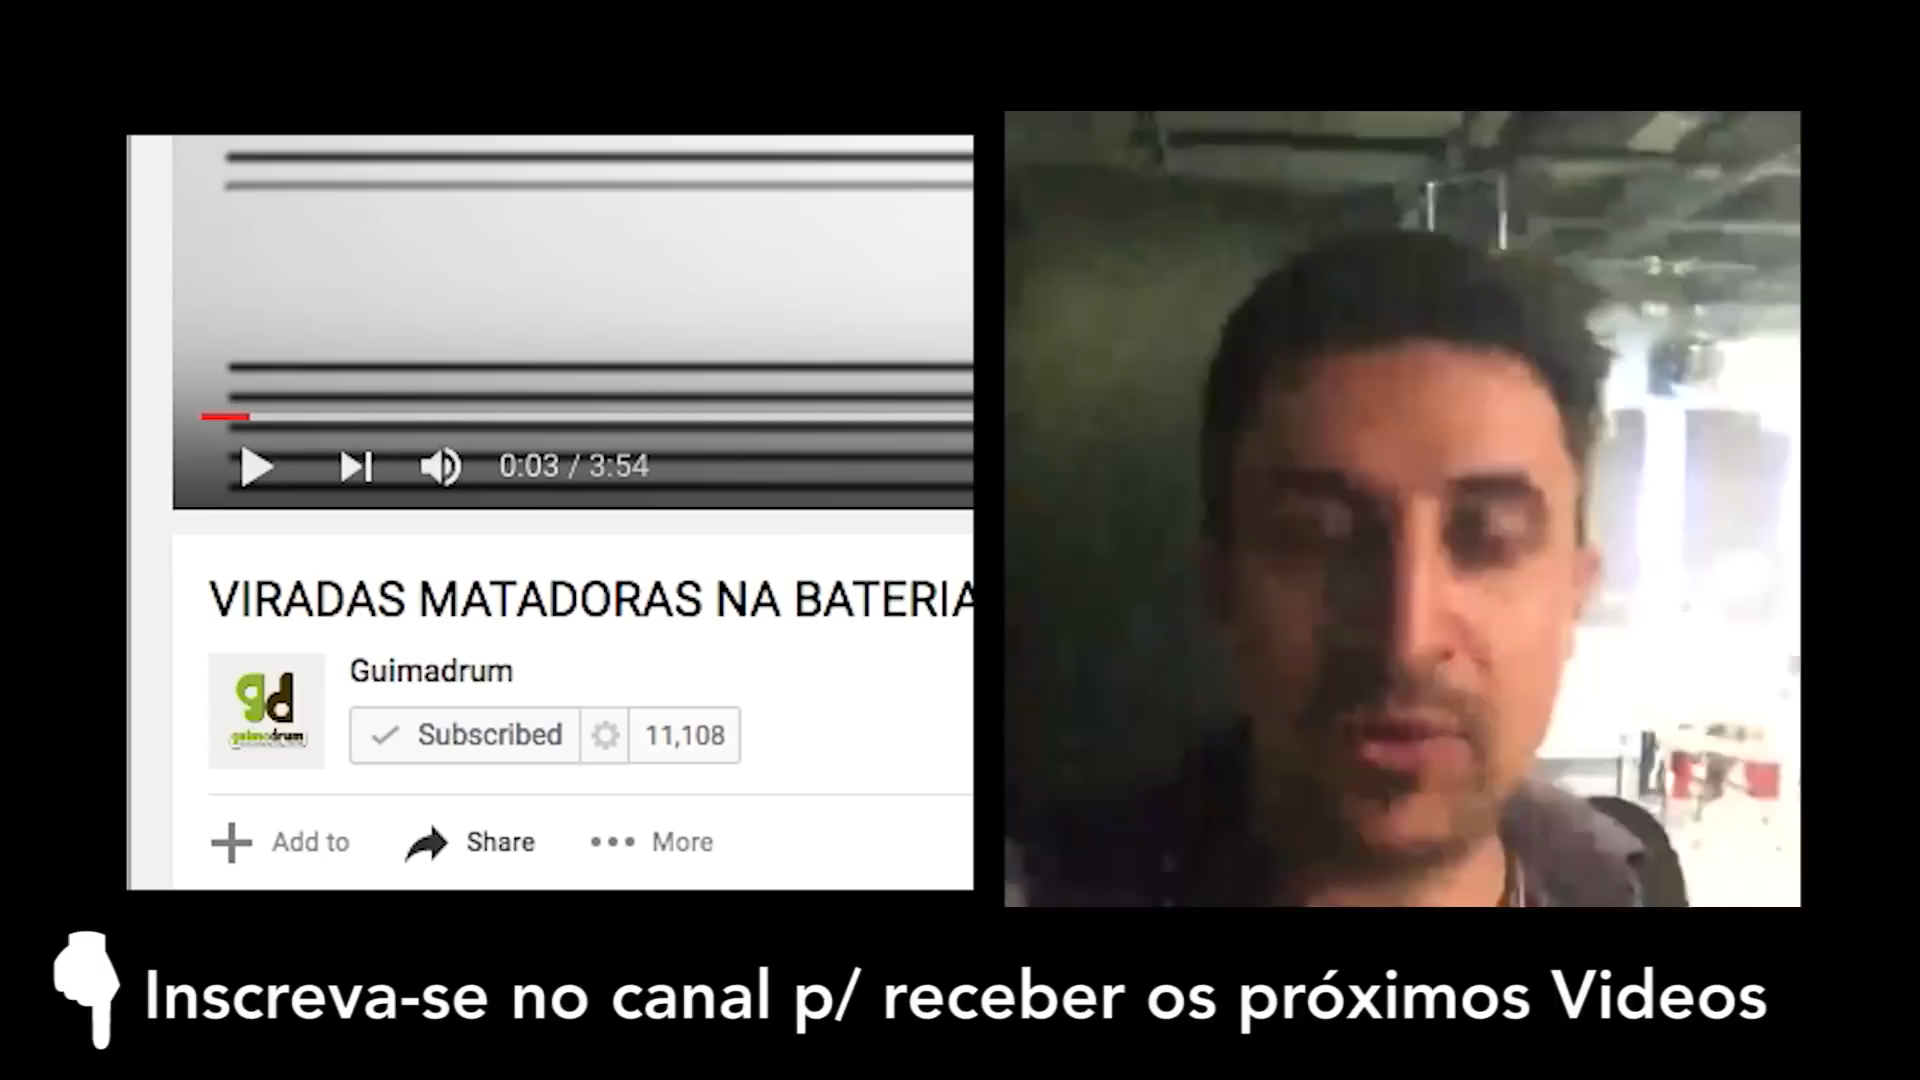 0:03 / 3:54
VIRADAS MATADORAS NA BATERIA
gd
guimadrum
Guimadrum
Subscribed 11,108
Add to Share More
Inscreva-se no canal p/ receber os próximos Videos